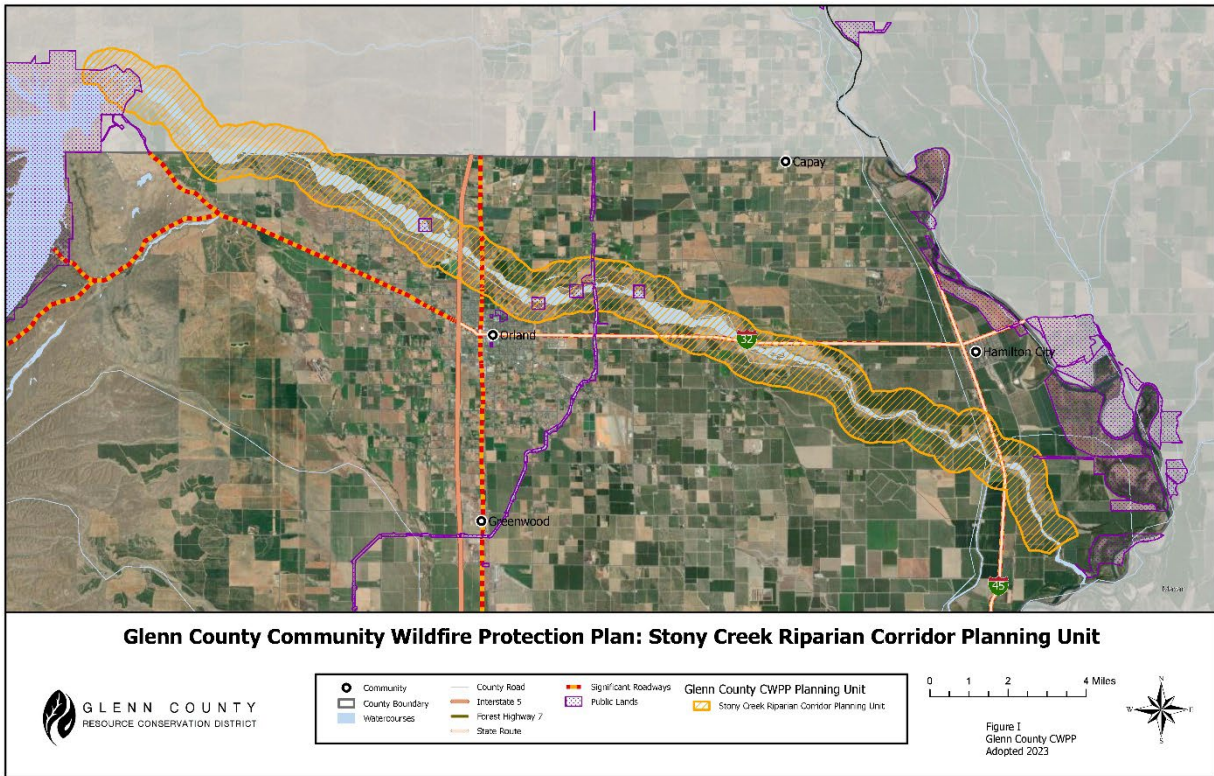 Capay
Orland
32
Hamilton City
Greenwood
45
Glenn County Community Wildfire Protection Plan: Stony Creek Riparian Corridor Planning Unit
GLENN COUNTY
RESOURCE CONSERVATION DISTRICT
Community
County Boundary
Watercourses
County Road
Interstate 5
Forest Highway 7
State Route
Significant Roadways
Public Lands
Glenn County CWPP Planning Unit
Stony Creek Riparian Corridor Planning Unit
0 1 2 4 Miles
N
W E
S
Figure I
Glenn County CWPP
Adopted 2023